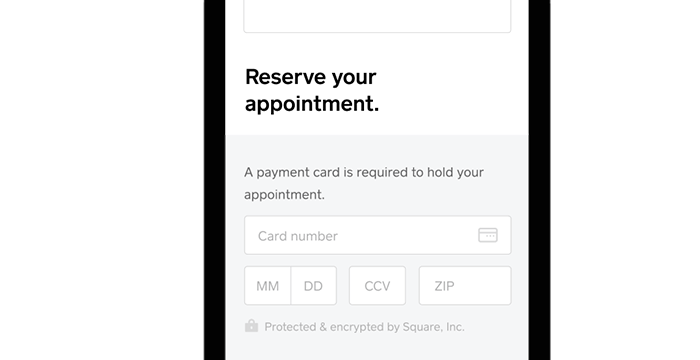 Reserve your
appointment.
A payment card is required to hold your
appointment.
Card number
MM DD CCV ZIP
Protected & encrypted by Square, Inc.